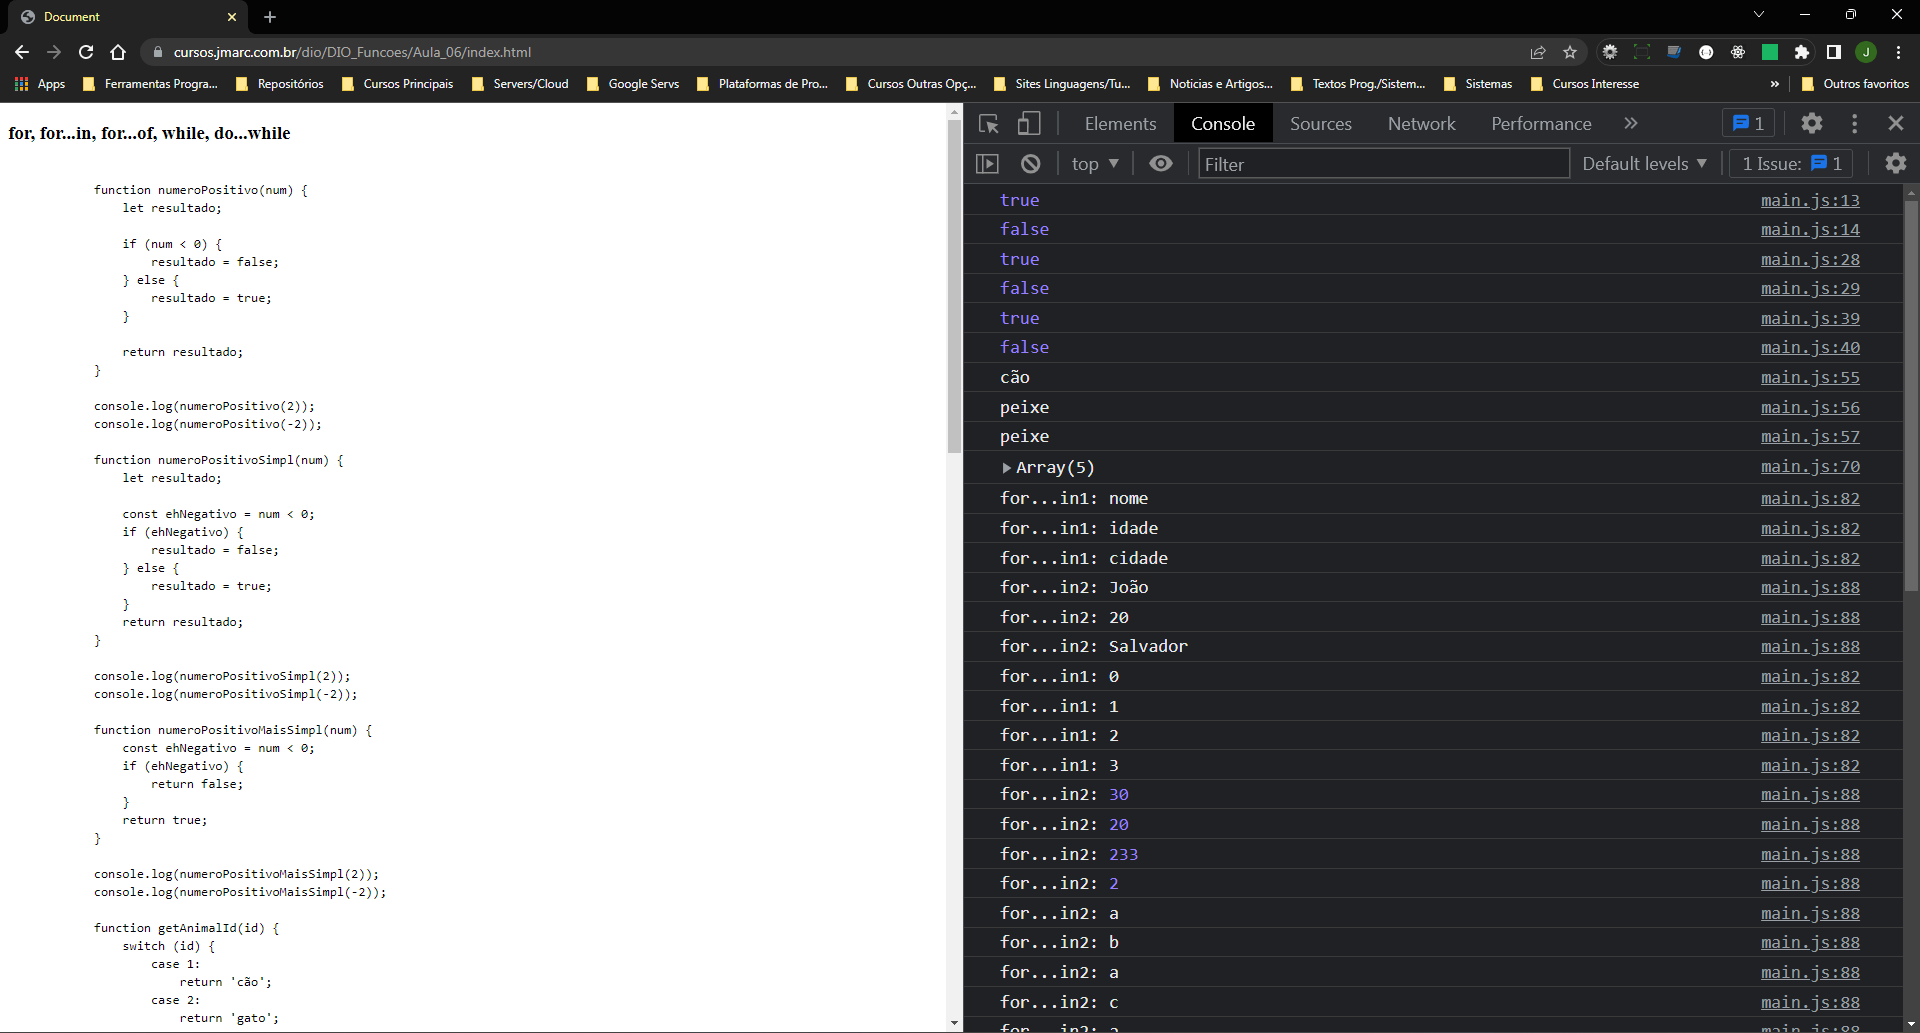 Document
cursos.jmarc.com.br/dio/DIO_Funcoes/Aula_06/index.html
J
Apps Ferramentas Progra... Repositórios Cursos Principais Servers/Cloud Google Servs Plataformas de Pro... Cursos Outras Opç... Sites Linguagens/Tu... Noticias e Artigos... Textos Prog./Sistem... Sistemas Cursos Interesse » Outros favoritos
for, for...in, for...of, while, do...while
function numeroPositivo(num) {
    let resultado;
    if (num < 0) {
        resultado = false;
    } else {
        resultado = true;
    }
    return resultado;
}
console.log(numeroPositivo(2));
console.log(numeroPositivo(-2));
function numeroPositivoSimpl(num) {
    let resultado;
    const ehNegativo = num < 0;
    if (ehNegativo) {
        resultado = false;
    } else {
        resultado = true;
    }
    return resultado;
}
console.log(numeroPositivoSimpl(2));
console.log(numeroPositivoSimpl(-2));
function numeroPositivoMaisSimpl(num) {
    const ehNegativo = num < 0;
    if (ehNegativo) {
        return false;
    }
    return true;
}
console.log(numeroPositivoMaisSimpl(2));
console.log(numeroPositivoMaisSimpl(-2));
function getAnimalId(id) {
    switch (id) {
        case 1:
            return 'cão';
        case 2:
            return 'gato';
Elements Console Sources Network Performance » 1
top Filter Default levels 1 Issue: 1
true main.js:13
false main.js:14
true main.js:28
false main.js:29
true main.js:39
false main.js:40
cão main.js:55
peixe main.js:56
peixe main.js:57
Array(5) main.js:70
for...in1: nome main.js:82
for...in1: idade main.js:82
for...in1: cidade main.js:82
for...in2: João main.js:88
for...in2: 20 main.js:88
for...in2: Salvador main.js:88
for...in1: 0 main.js:82
for...in1: 1 main.js:82
for...in1: 2 main.js:82
for...in1: 3 main.js:82
for...in2: 30 main.js:88
for...in2: 20 main.js:88
for...in2: 233 main.js:88
for...in2: 2 main.js:88
for...in2: a main.js:88
for...in2: b main.js:88
for...in2: a main.js:88
for...in2: c main.js:88
for...in2: a main.js:88